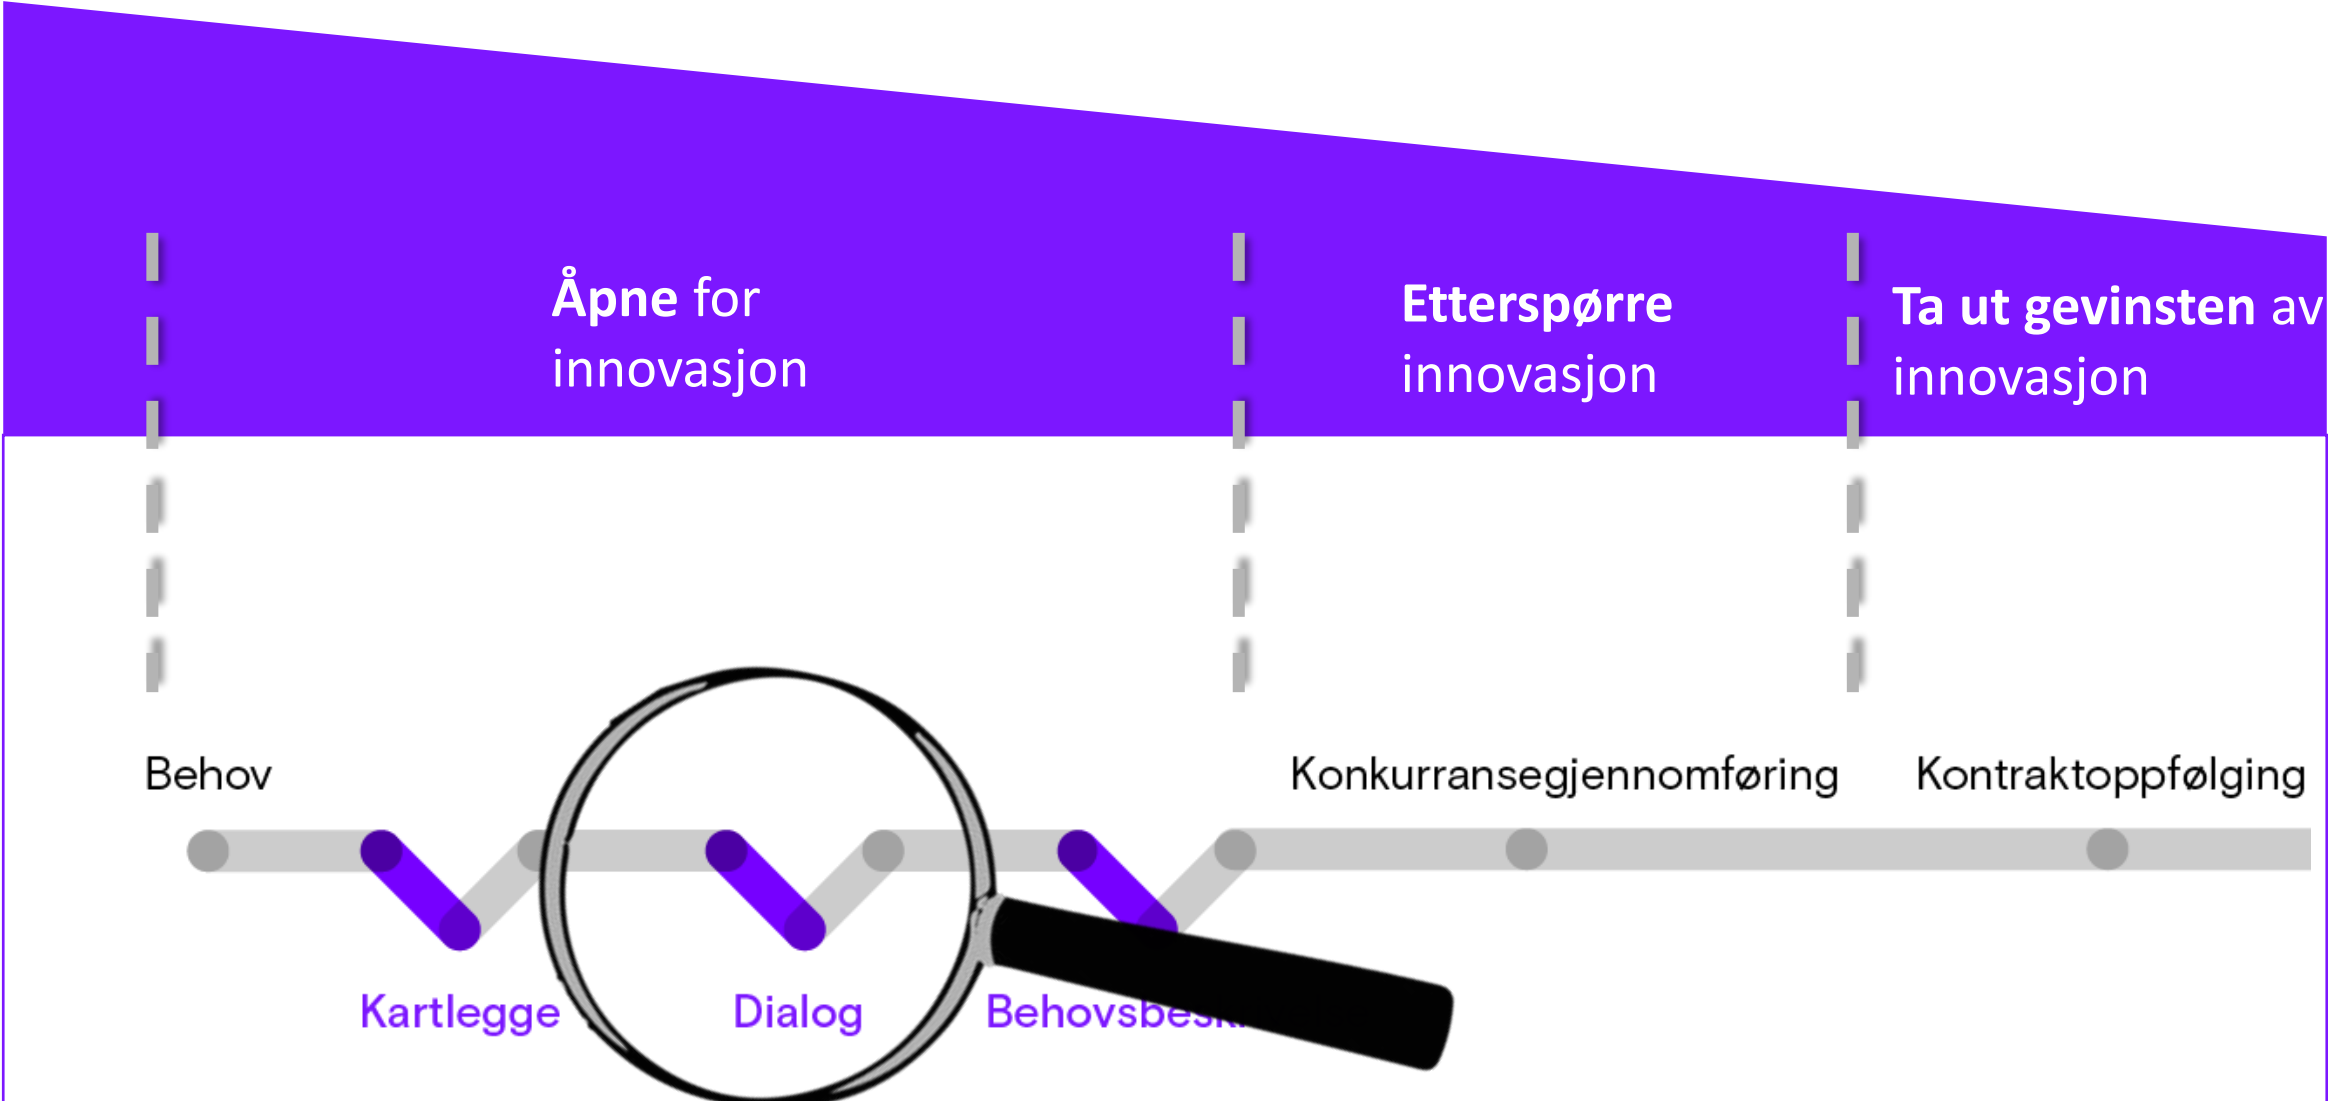 Åpne for
innovasjon
Etterspørre
innovasjon
Ta ut gevinsten av
innovasjon
Behov
Konkurransegjennomføring
Kontraktoppfølging
Kartlegge
Dialog